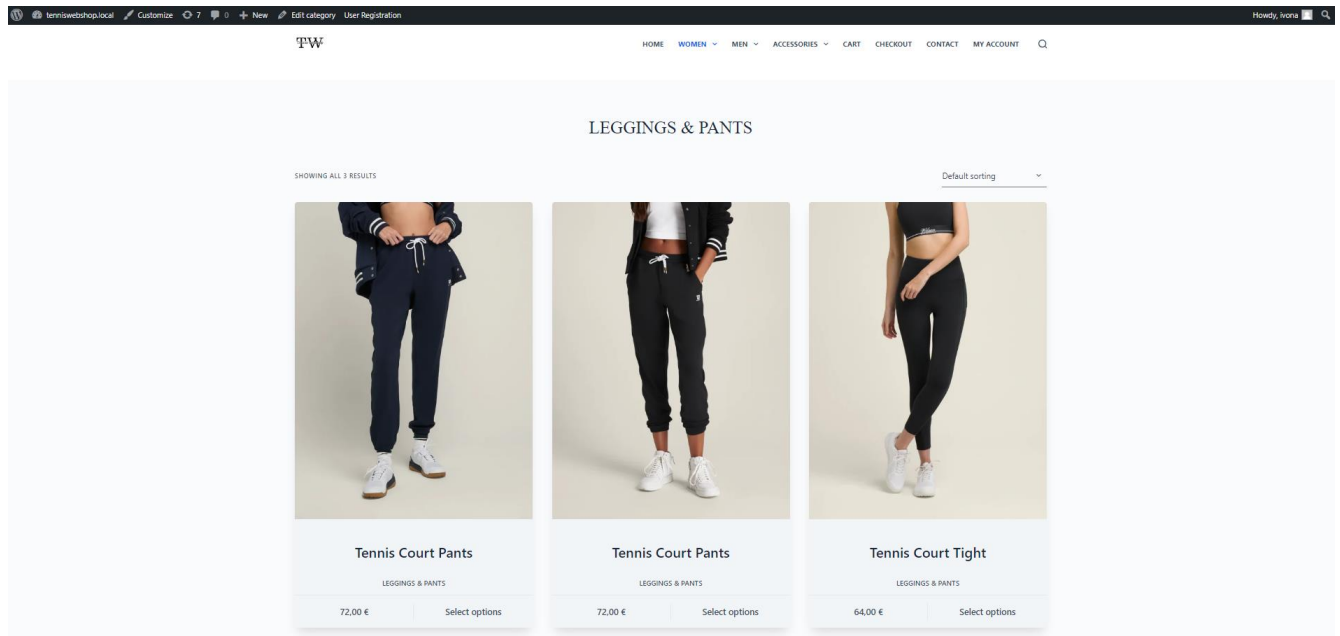 tenniswebshop.local Customize 7 0 New Edit category User Registration Howdy, ivona
TW
HOME WOMEN MEN ACCESSORIES CART CHECKOUT CONTACT MY ACCOUNT
LEGGINGS & PANTS
SHOWING ALL 3 RESULTS
Default sorting
Tennis Court Pants Tennis Court Pants Tennis Court Tight
LEGGINGS & PANTS LEGGINGS & PANTS LEGGINGS & PANTS
72,00 € Select options 72,00 € Select options 64,00 € Select options